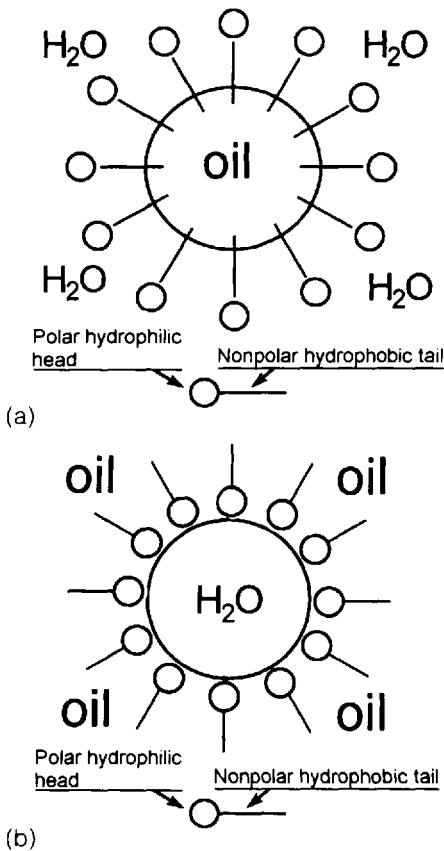 H₂O H₂O
oil
H₂O H₂O
Polar hydrophilic
head
Nonpolar hydrophobic tail
(a)
oil oil
H₂O
oil oil
Polar hydrophilic
head
Nonpolar hydrophobic tail
(b)